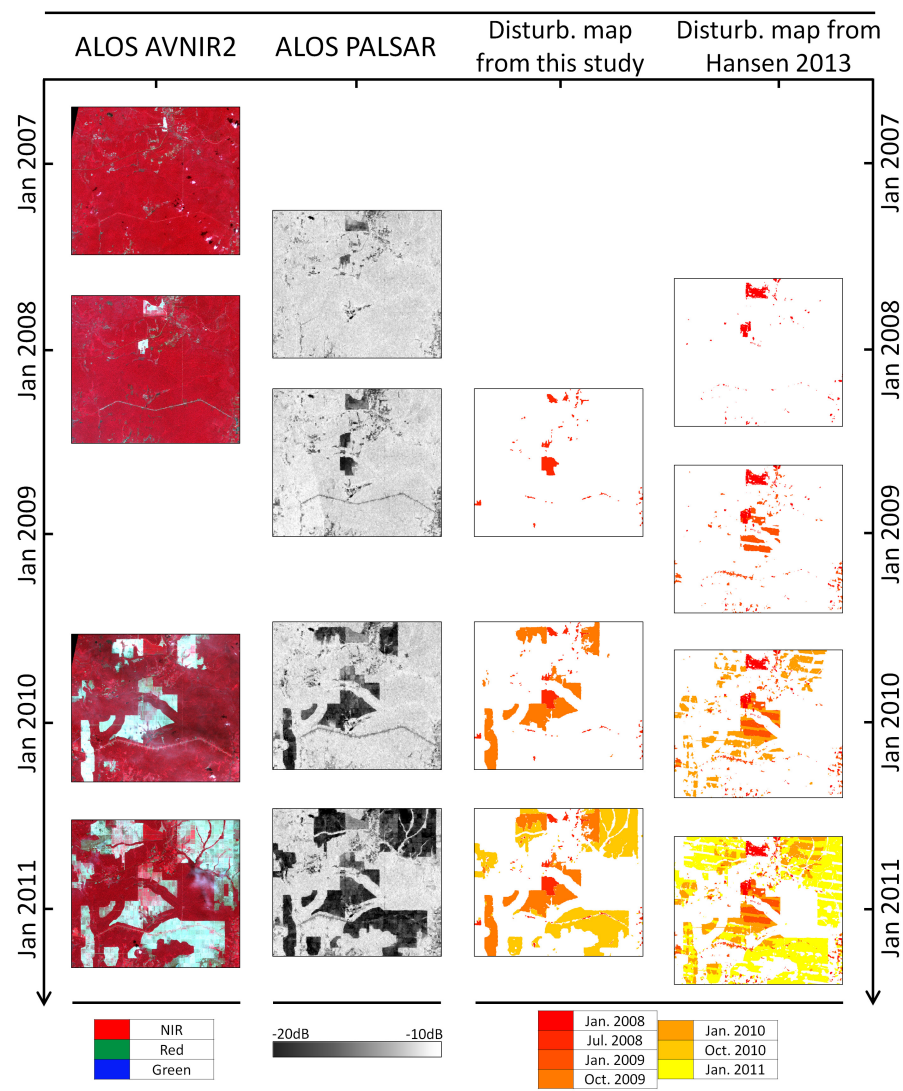 ALOS AVNIR2
ALOS PALSAR
Disturb. map
from this study
Disturb. map from
Hansen 2013
Jan 2007
Jan 2008
Jan 2009
Jan 2010
Jan 2011
Jan 2007
Jan 2008
Jan 2009
Jan 2010
Jan 2011
NIR
Red
Green
-20dB
-10dB
Jan. 2008
Jul. 2008
Jan. 2009
Oct. 2009
Jan. 2010
Oct. 2010
Jan. 2011